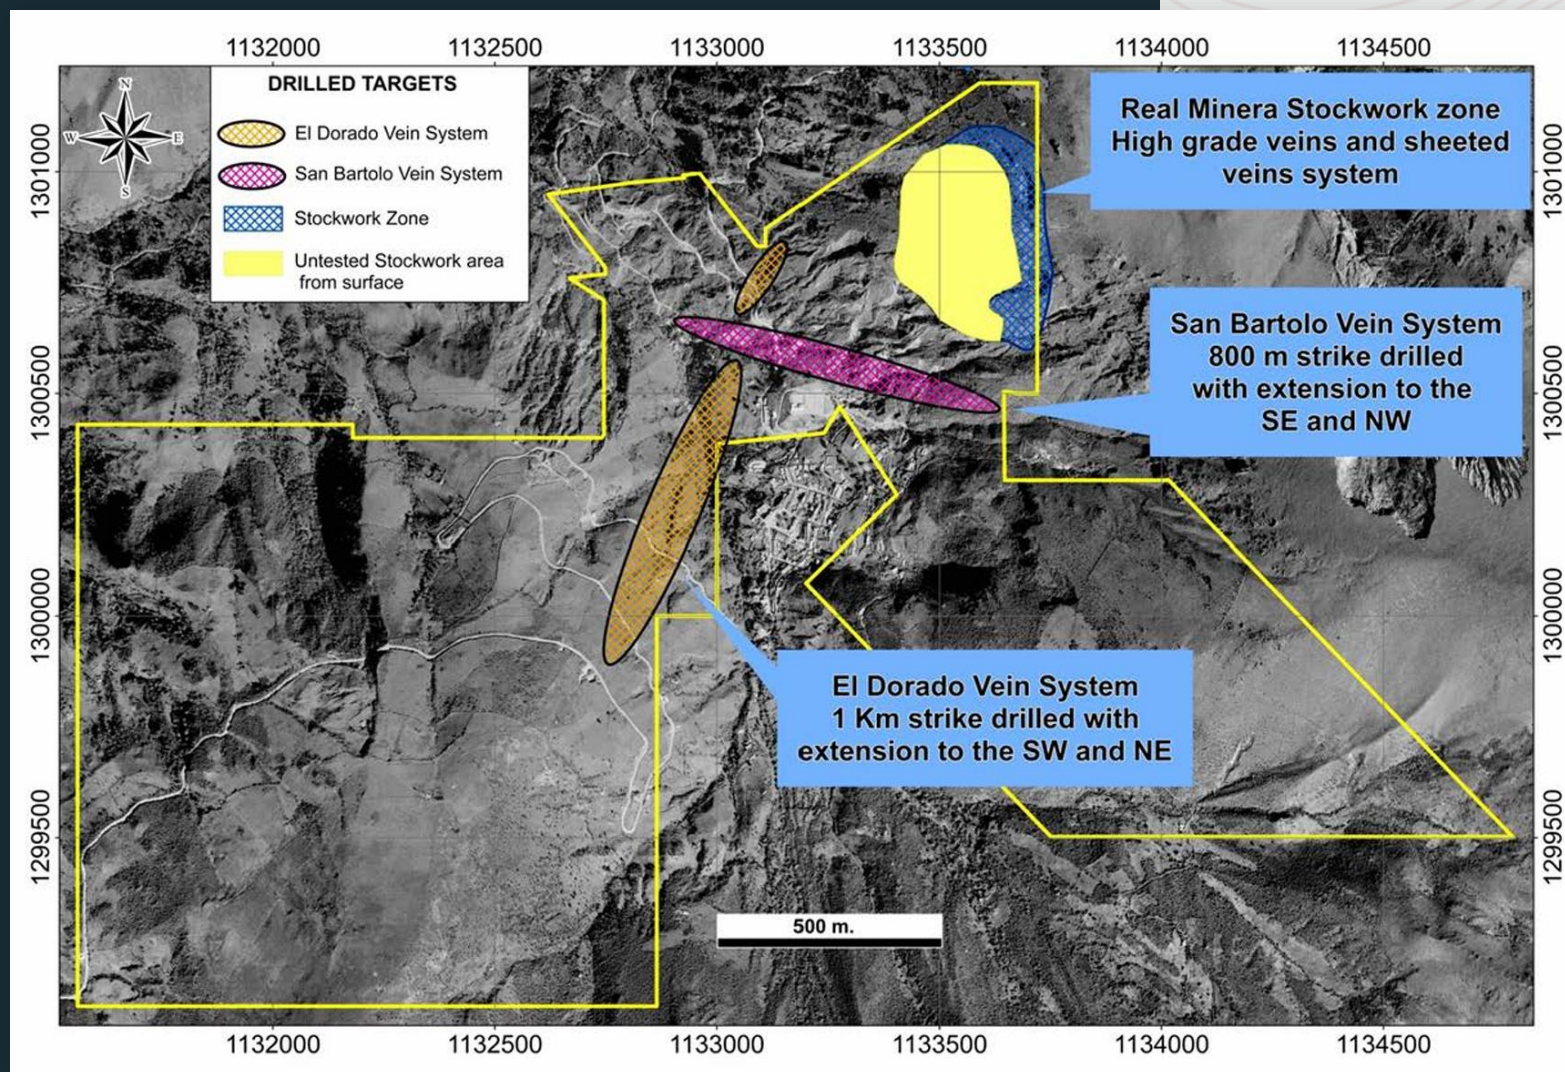 1132000 1132500 1133000 1133500 1134000 1134500
N
W E
S
DRILLED TARGETS
El Dorado Vein System
San Bartolo Vein System
Stockwork Zone
Untested Stockwork area
from surface
Real Minera Stockwork zone
High grade veins and sheeted
veins system
San Bartolo Vein System
800 m strike drilled
with extension to the
SE and NW
El Dorado Vein System
1 Km strike drilled with
extension to the SW and NE
500 m.
1301000
1300500
1300000
1299500
1301000
1300500
1300000
1299500
1132000 1132500 1133000 1133500 1134000 1134500